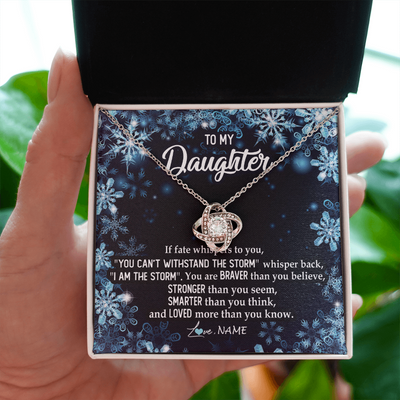 TO MY
Daughter
If fate whispers to you,
"YOU CAN'T WITHSTAND THE STORM" whisper back,
"I AM THE STORM". You are BRAVER than you believe,
STRONGER than you seem,
SMARTER than you think,
and LOVED more than you know.
Love, NAME